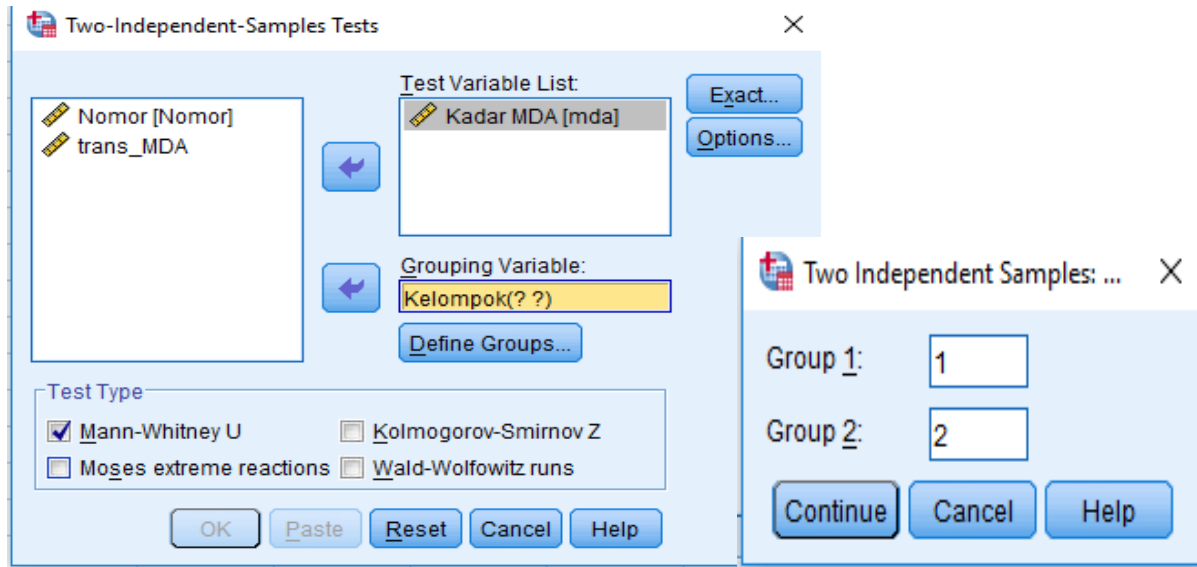 Two-Independent-Samples Tests
Test Variable List:
Nomor [Nomor]
trans_MDA
Kadar MDA [mda]
Exact...
Options...
Grouping Variable:
Kelompok(? ?)
Define Groups...
Test Type
Mann-Whitney U Kolmogorov-Smirnov Z
Moses extreme reactions Wald-Wolfowitz runs
OK Paste Reset Cancel Help
Two Independent Samples: ...
Group 1: 1
Group 2: 2
Continue Cancel Help